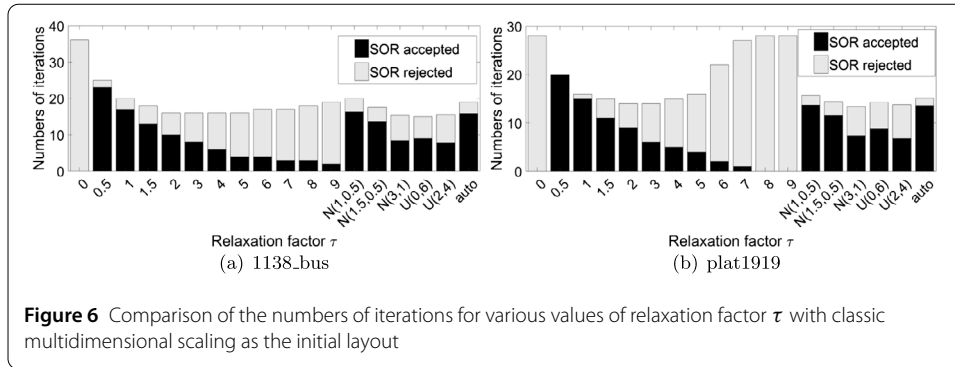 40
30
20
10
0
Numbers of iterations
SOR accepted
SOR rejected
0 0.5 1 1.5 2 3 4 5 6 7 8 9 N(1,0.5) N(1.5,0.5) N(3,1) U(0,6) U(2,4) auto
Relaxation factor τ
(a) 1138_bus
30
20
10
0
Numbers of iterations
SOR accepted
SOR rejected
0 0.5 1 1.5 2 3 4 5 6 7 8 9 N(1,0.5) N(1.5,0.5) N(3,1) U(0,6) U(2,4) auto
Relaxation factor τ
(b) plat1919
Figure 6 Comparison of the numbers of iterations for various values of relaxation factor τ with classic
multidimensional scaling as the initial layout